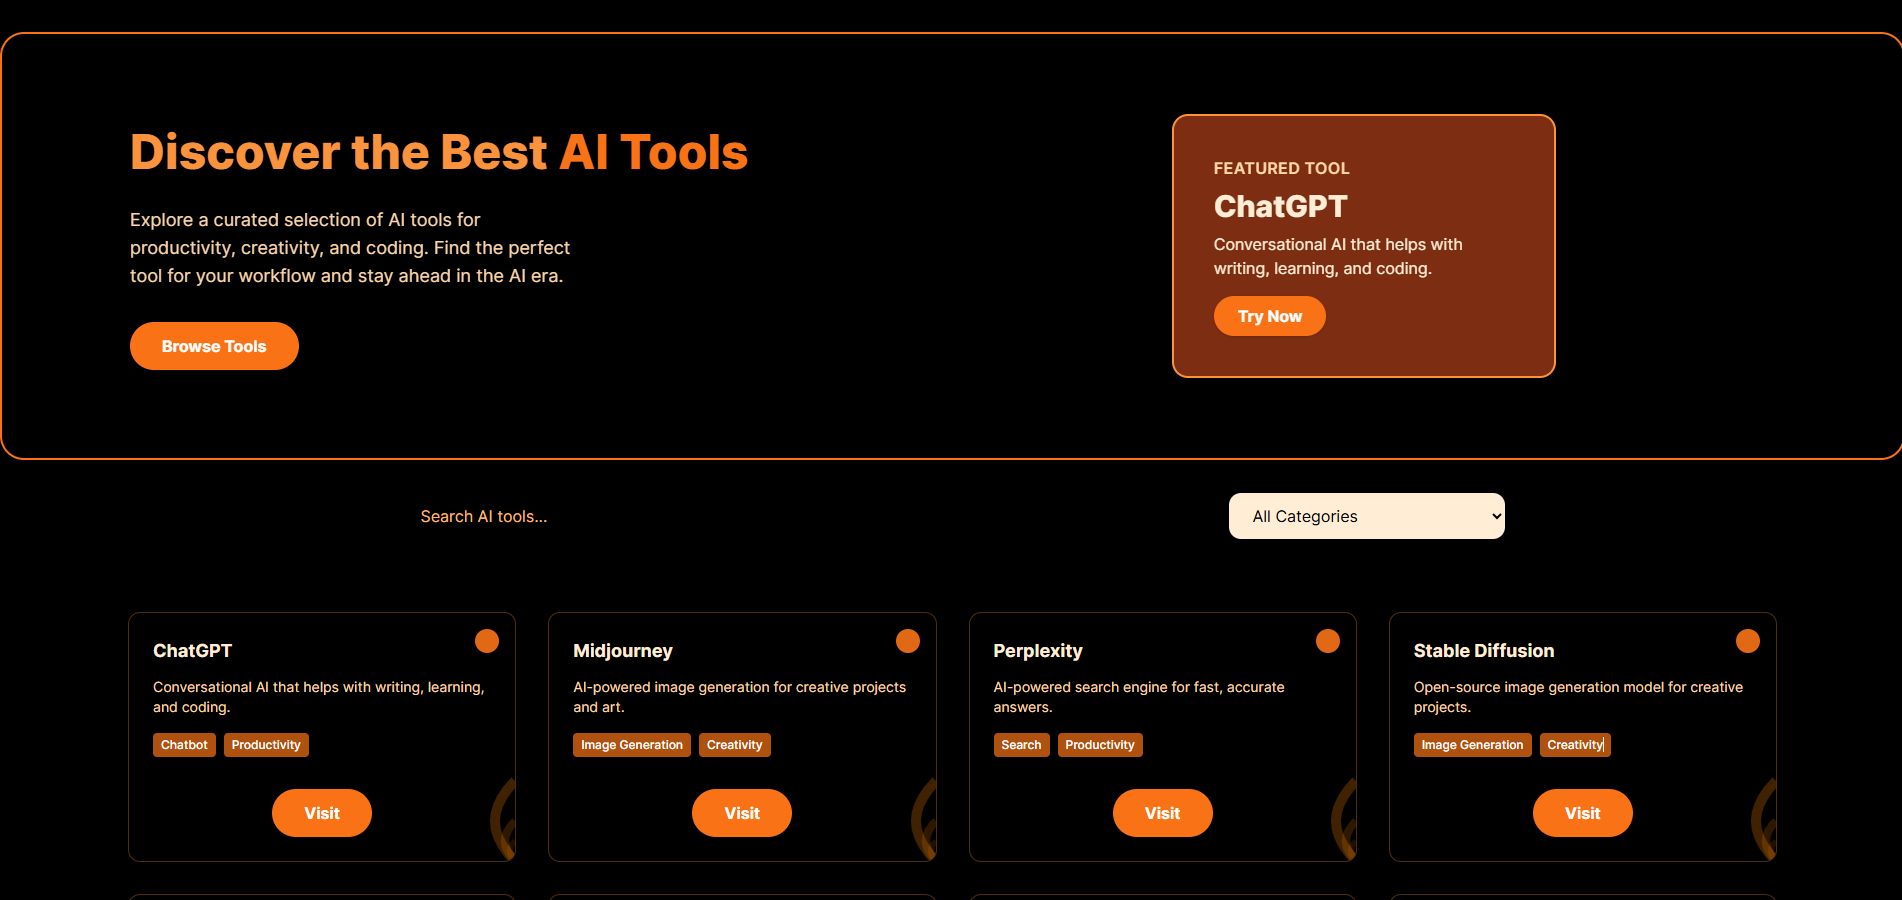 Discover the Best AI Tools
Explore a curated selection of AI tools for
productivity, creativity, and coding. Find the perfect
tool for your workflow and stay ahead in the AI era.
Browse Tools
FEATURED TOOL
ChatGPT
Conversational AI that helps with
writing, learning, and coding.
Try Now
Search AI tools...
All Categories
ChatGPT
Conversational AI that helps with writing, learning,
and coding.
Chatbot Productivity
Visit
Midjourney
AI-powered image generation for creative projects
and art.
Image Generation Creativity
Visit
Perplexity
AI-powered search engine for fast, accurate
answers.
Search Productivity
Visit
Stable Diffusion
Open-source image generation model for creative
projects.
Image Generation Creativity
Visit